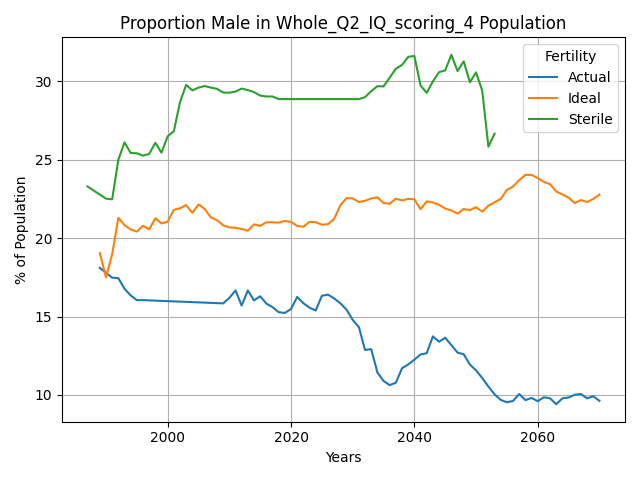 Proportion Male in Whole_Q2_IQ_scoring_4 Population
Fertility
Actual
Ideal
Sterile
% of Population
30
25
20
15
10
2000 2020 2040 2060
Years